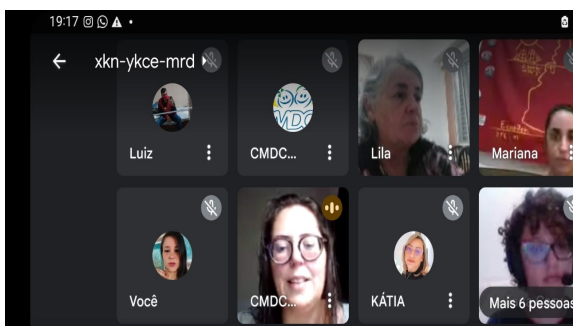 19:17
xkn-ykce-mrd
Luiz
CMDC...
Lila
Mariana
Você
CMDC...
KÁTIA
Mais 6 pessoas